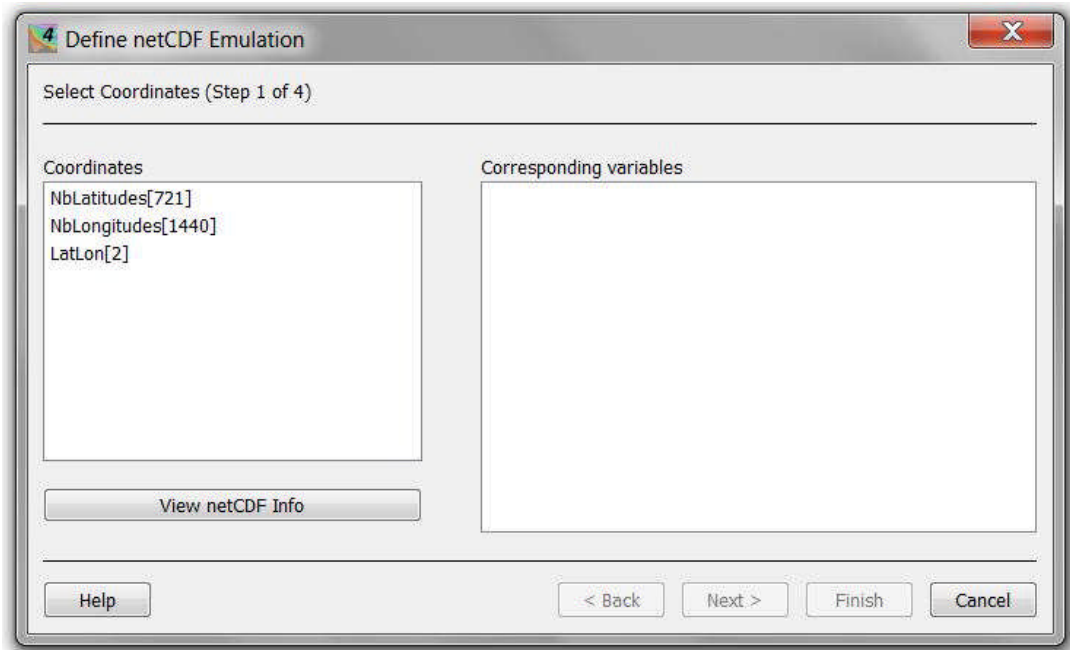 4 Define netCDF Emulation X
Select Coordinates (Step 1 of 4)
Coordinates
NbLatitudes[721]
NbLongitudes[1440]
LatLon[2]
View netCDF Info
Corresponding variables
Help < Back Next > Finish Cancel